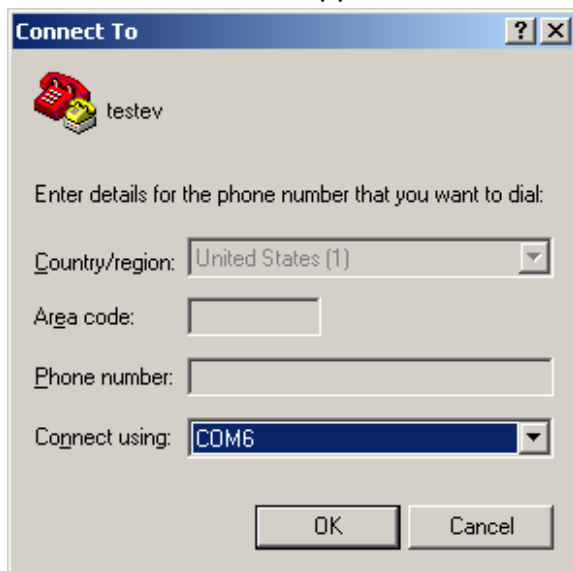 Connect To
testev
Enter details for the phone number that you want to dial:
Country/region: United States (1)
Area code:
Phone number:
Connect using: COM6
OK Cancel